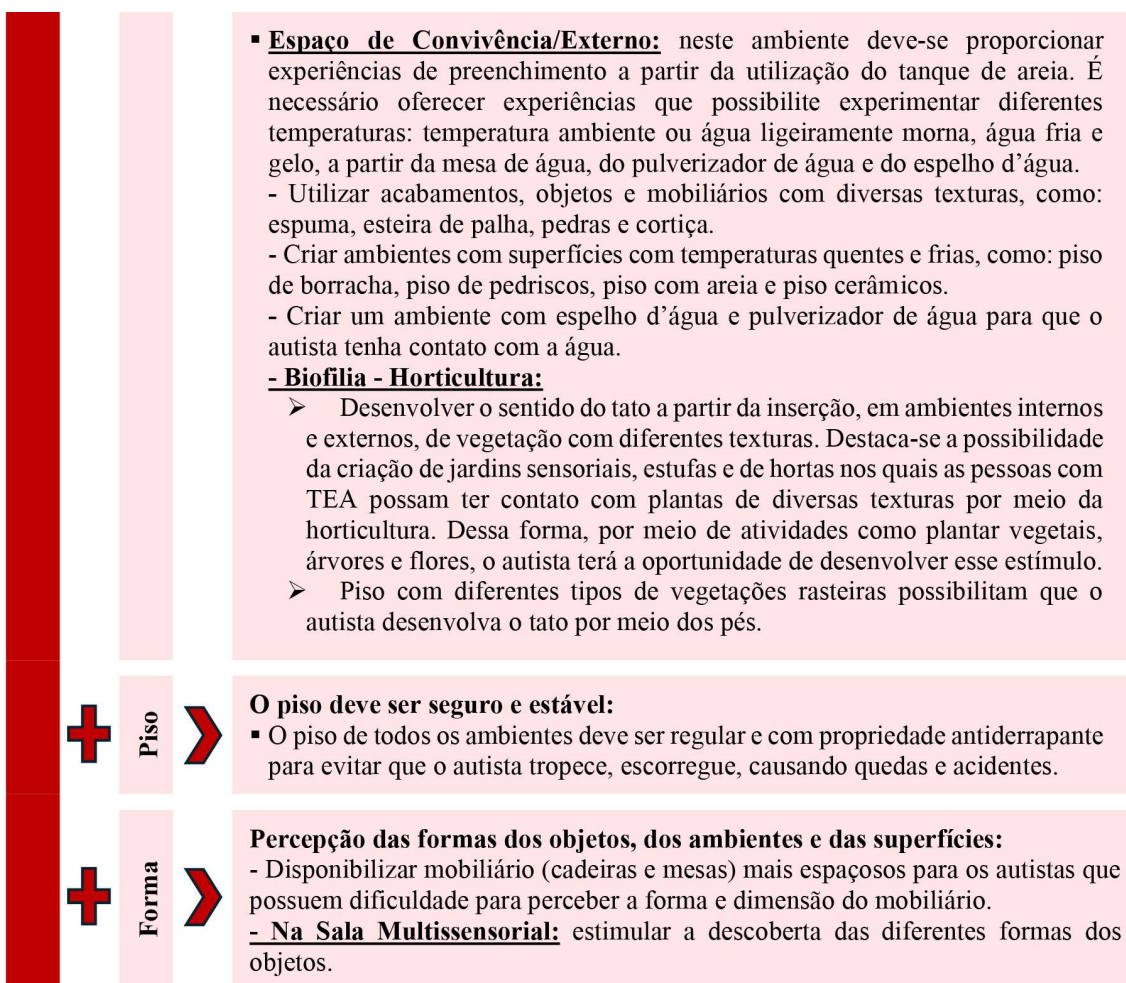 ▪ Espaço de Convivência/Externo: neste ambiente deve-se proporcionar
experiências de preenchimento a partir da utilização do tanque de areia. É
necessário oferecer experiências que possibilite experimentar diferentes
temperaturas: temperatura ambiente ou água ligeiramente morna, água fria e
gelo, a partir da mesa de água, do pulverizador de água e do espelho d’água.
- Utilizar acabamentos, objetos e mobiliários com diversas texturas, como:
espuma, esteira de palha, pedras e cortiça.
- Criar ambientes com superfícies com temperaturas quentes e frias, como: piso
de borracha, piso de pedriscos, piso com areia e piso cerâmicos.
- Criar um ambiente com espelho d’água e pulverizador de água para que o
autista tenha contato com a água.
- Biofilia - Horticultura:
➢ Desenvolver o sentido do tato a partir da inserção, em ambientes internos
e externos, de vegetação com diferentes texturas. Destaca-se a possibilidade
da criação de jardins sensoriais, estufas e de hortas nos quais as pessoas com
TEA possam ter contato com plantas de diversas texturas por meio da
horticultura. Dessa forma, por meio de atividades como plantar vegetais,
árvores e flores, o autista terá a oportunidade de desenvolver esse estímulo.
➢ Piso com diferentes tipos de vegetações rasteiras possibilitam que o
autista desenvolva o tato por meio dos pés.
Piso
O piso deve ser seguro e estável:
▪ O piso de todos os ambientes deve ser regular e com propriedade antiderrapante
para evitar que o autista tropece, escorregue, causando quedas e acidentes.
Forma
Percepção das formas dos objetos, dos ambientes e das superfícies:
- Disponibilizar mobiliário (cadeiras e mesas) mais espaçosos para os autistas que
possuem dificuldade para perceber a forma e dimensão do mobiliário.
- Na Sala Multissensorial: estimular a descoberta das diferentes formas dos
objetos.